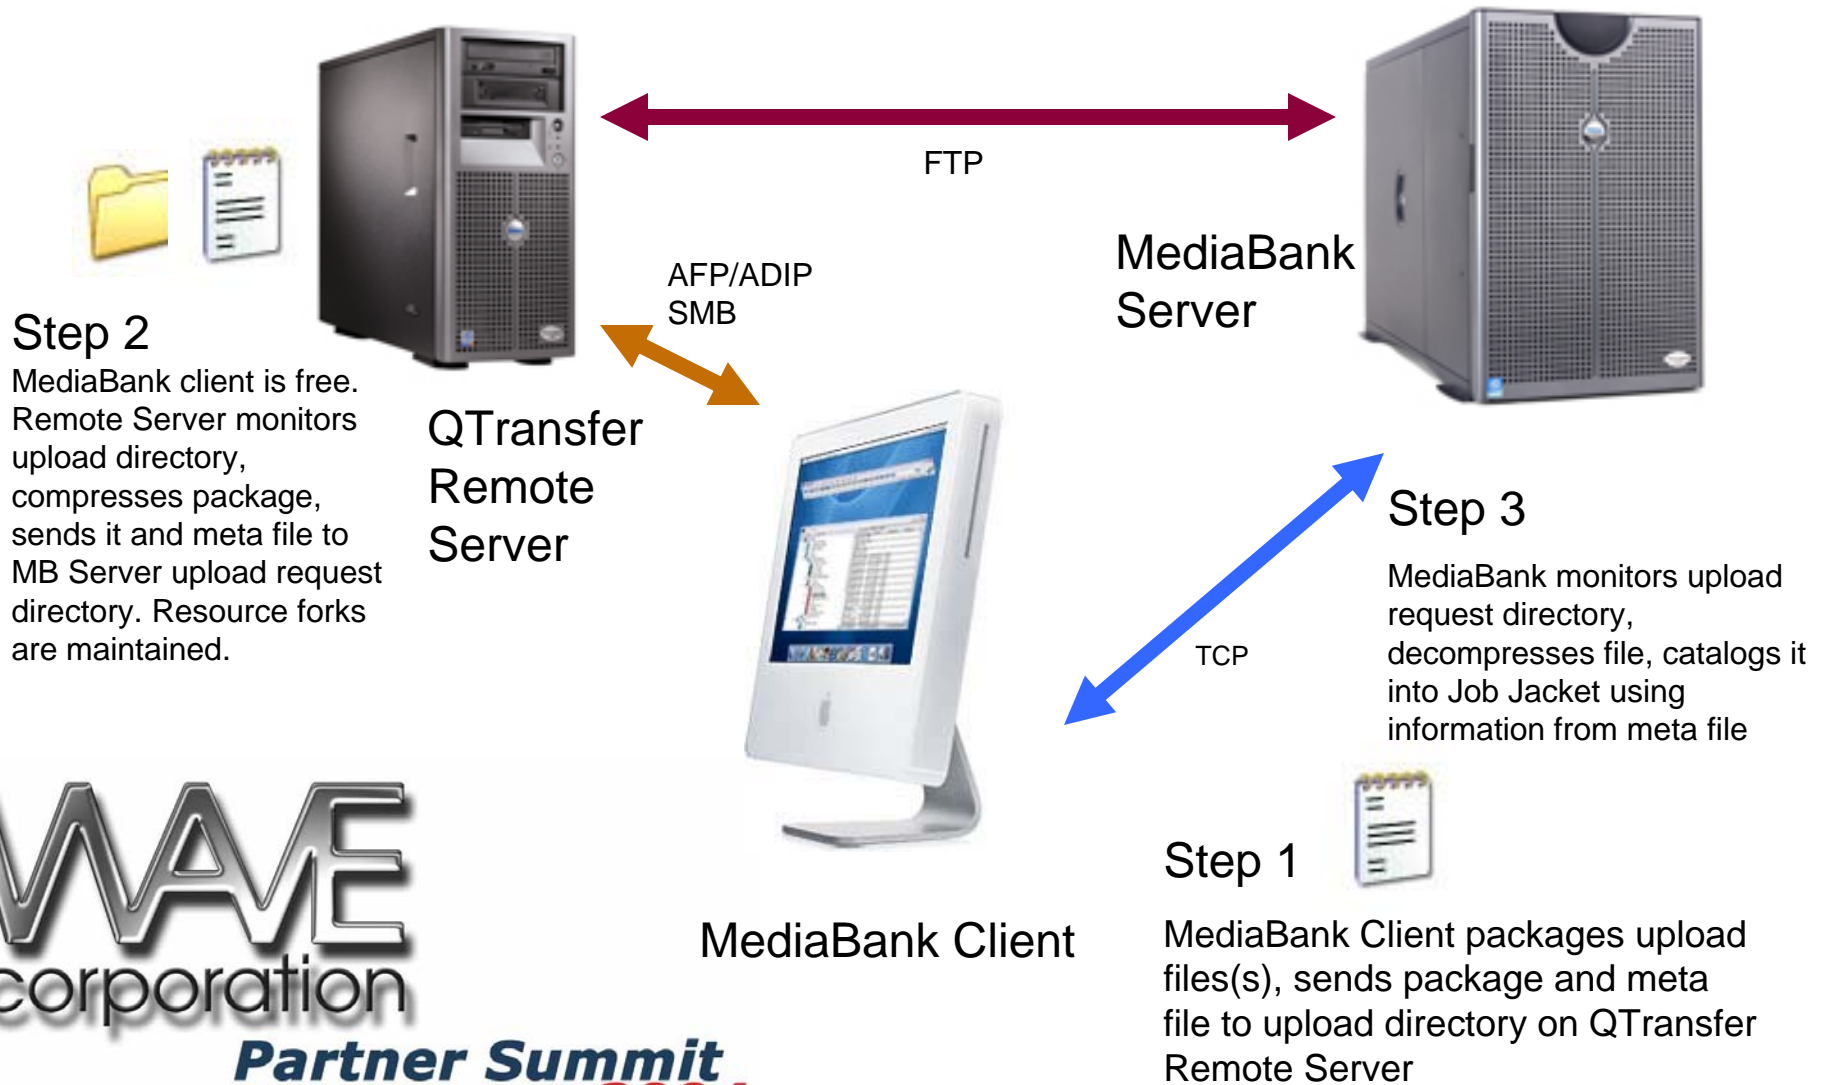 FTP
MediaBank
Server
AFP/ADIP
SMB
Step 2
MediaBank client is free.
Remote Server monitors
upload directory,
compresses package,
sends it and meta file to
MB Server upload request
directory. Resource forks
are maintained.
QTransfer
Remote
Server
Step 3
MediaBank monitors upload
request directory,
decompresses file, catalogs it
into Job Jacket using
information from meta file
TCP
Step 1
MediaBank Client packages upload
files(s), sends package and meta
file to upload directory on QTransfer
Remote Server
MediaBank Client
WAVE
corporation
Partner Summit